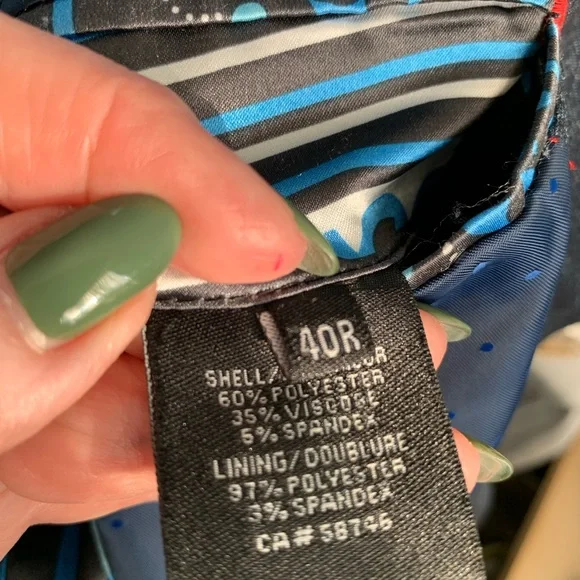 40R
SHELL/
60% POLYESTER
35% VISCOSE
5% SPANDEX
LINING/DOUBLURE
97% POLYESTER
3% SPANDEX
CA# 58746